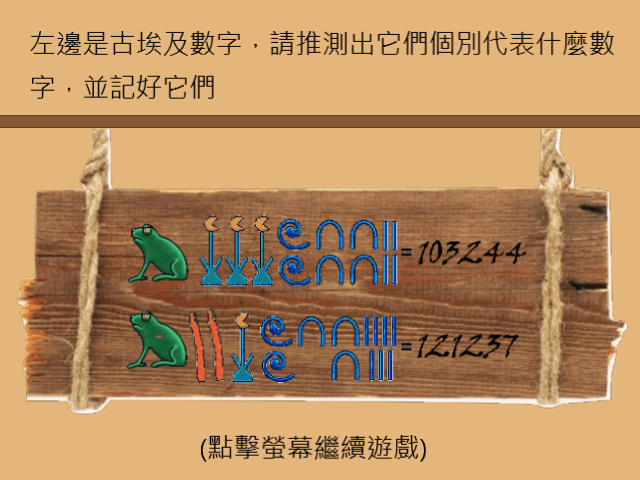 左邊是古埃及數字，請推測出它們個別代表什麼數
字，並記好它們
=103244
=121237
(點擊螢幕繼續遊戲)